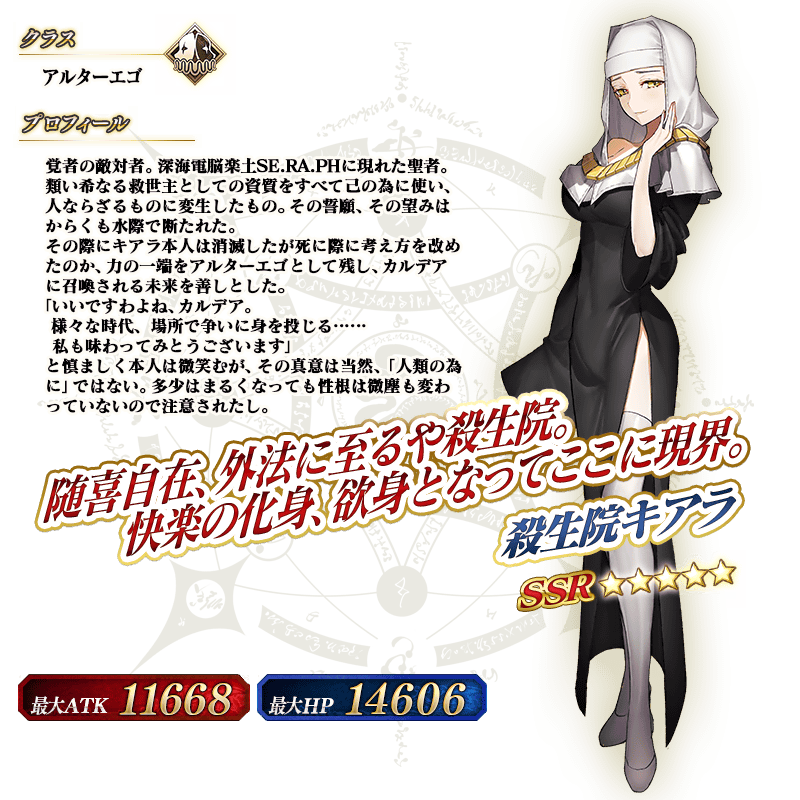 クラス
アルターエゴ
プロフィール
覚者の敵対者。深海電脳楽土SE.RA.PHに現れた聖者。
類い希なる救世主としての資質をすべて己の為に使い、
人ならざるものに変生したもの。その誓願、その望みは
からくも水際で断たれた。
その際にキアラ本人は消滅したが死に際に考え方を改め
たのか、力の一端をアルターエゴとして残し、カルデア
に召喚される未来を善しとした。
「いいですわよね、カルデア。
様々な時代、場所で争いに身を投じる……
私も味わってみとうございます」
と慎ましく本人は微笑むが、その真意は当然、「人類の為
に」ではない。多少はまるくなっても性根は微塵も変わ
っていないので注意されたし。
随喜自在、外法に至るや殺生院。
快楽の化身、欲身となってここに現界。
殺生院キアラ
SSR
最大ATK 11668
最大HP 14606